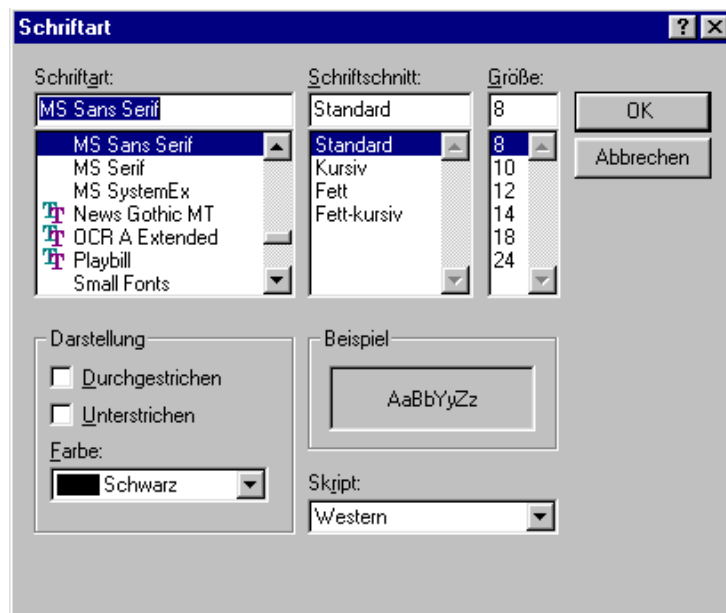 Schriftart
Schriftart:
MS Sans Serif
MS Sans Serif
MS Serif
MS SystemEx
News Gothic MT
OCR A Extended
Playbill
Small Fonts
Schriftschnitt:
Standard
Standard
Kursiv
Fett
Fett-kursiv
Größe:
8
8
10
12
14
18
24
OK
Abbrechen
Darstellung
Durchgestrichen
Unterstrichen
Farbe:
Schwarz
Beispiel
AaBbYyZz
Skript:
Western